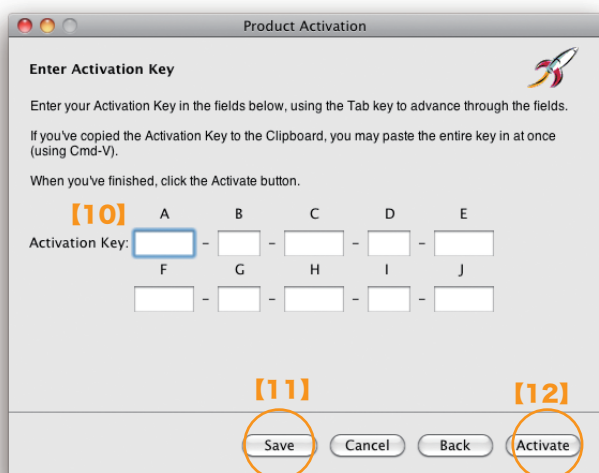 Product Activation
Enter Activation Key
Enter your Activation Key in the fields below, using the Tab key to advance through the fields.
If you've copied the Activation Key to the Clipboard, you may paste the entire key in at once
(using Cmd-V).
When you've finished, click the Activate button.
【10】 A B C D E
Activation Key: - - - -
F G H I J
- - - -
【11】 【12】
Save Cancel Back Activate